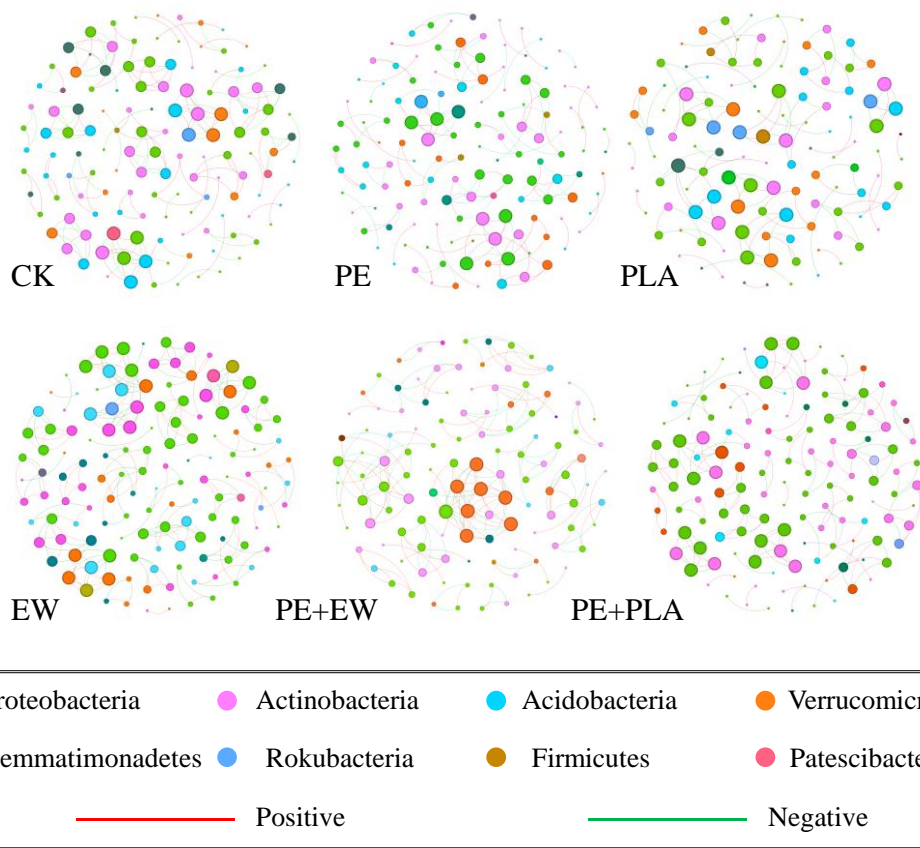 CK PE PLA
EW PE+EW PE+PLA
roteobacteria Actinobacteria Acidobacteria Verrucomicr
emmatimonadetes Rokubacteria Firmicutes Patescibacte
Positive Negative